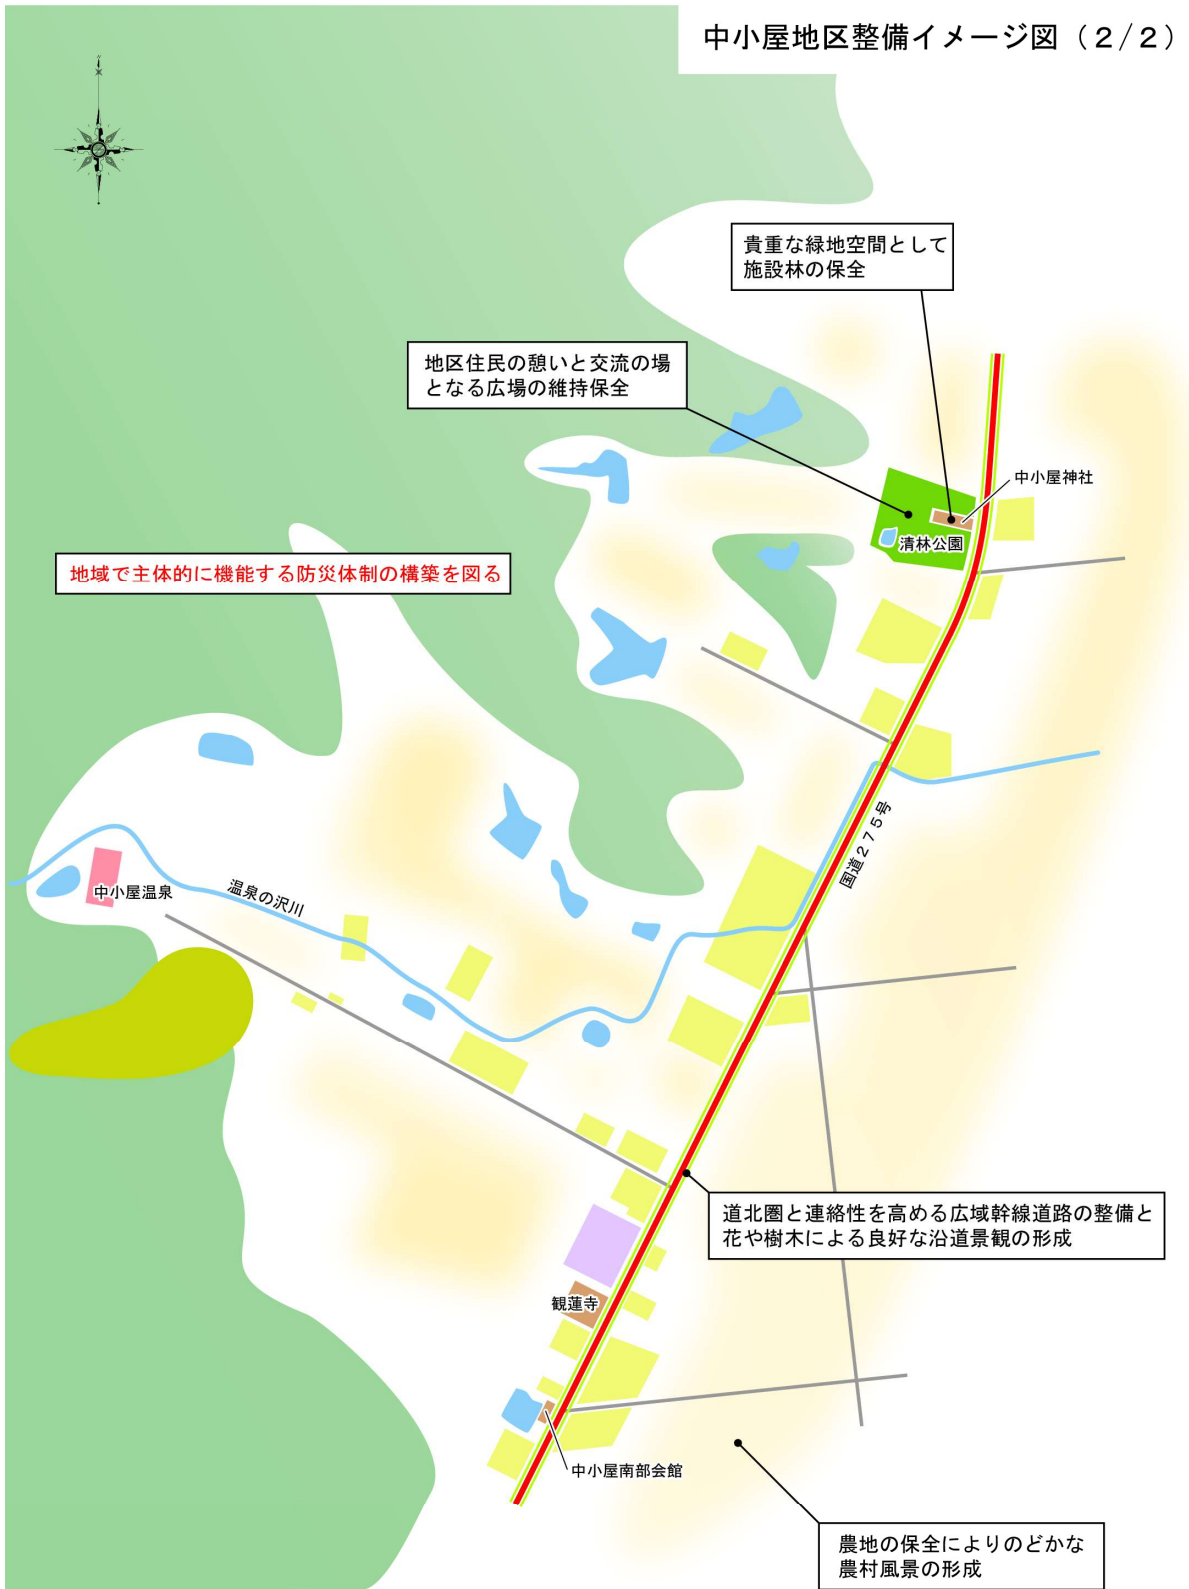 中小屋地区整備イメージ図（２/２）
N
貴重な緑地空間として
施設林の保全
地区住民の憩いと交流の場
となる広場の維持保全
中小屋神社
清林公園
地域で主体的に機能する防災体制の構築を図る
国道２７５号
中小屋温泉
温泉の沢川
道北圏と連絡性を高める広域幹線道路の整備と
花や樹木による良好な沿道景観の形成
観蓮寺
中小屋南部会館
農地の保全によりのどかな
農村風景の形成